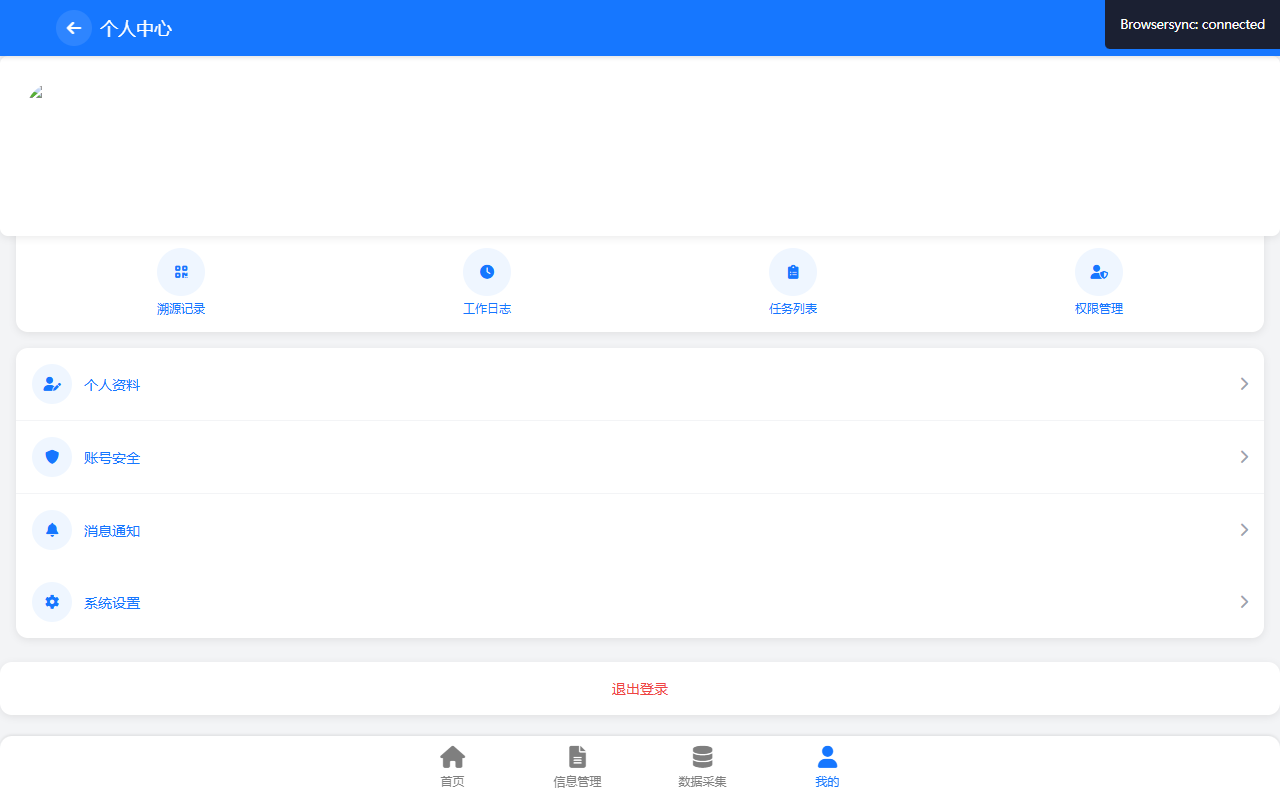 个人中心
Browsersync: connected
溯源记录
工作日志
任务列表
权限管理
个人资料
账号安全
消息通知
系统设置
退出登录
首页
信息管理
数据采集
我的